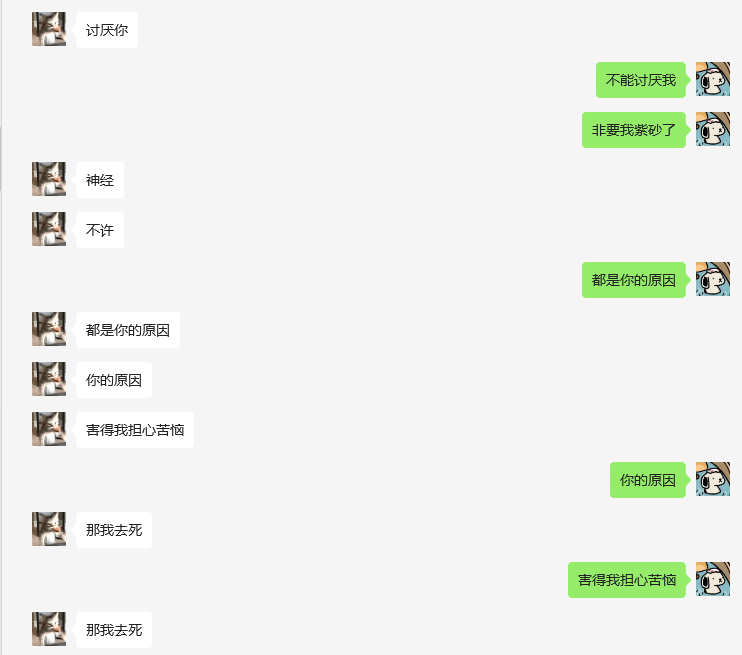 讨厌你
不能讨厌我
非要我紫砂了
神经
不许
都是你的原因
都是你的原因
你的原因
害得我担心苦恼
你的原因
那我去死
害得我担心苦恼
那我去死